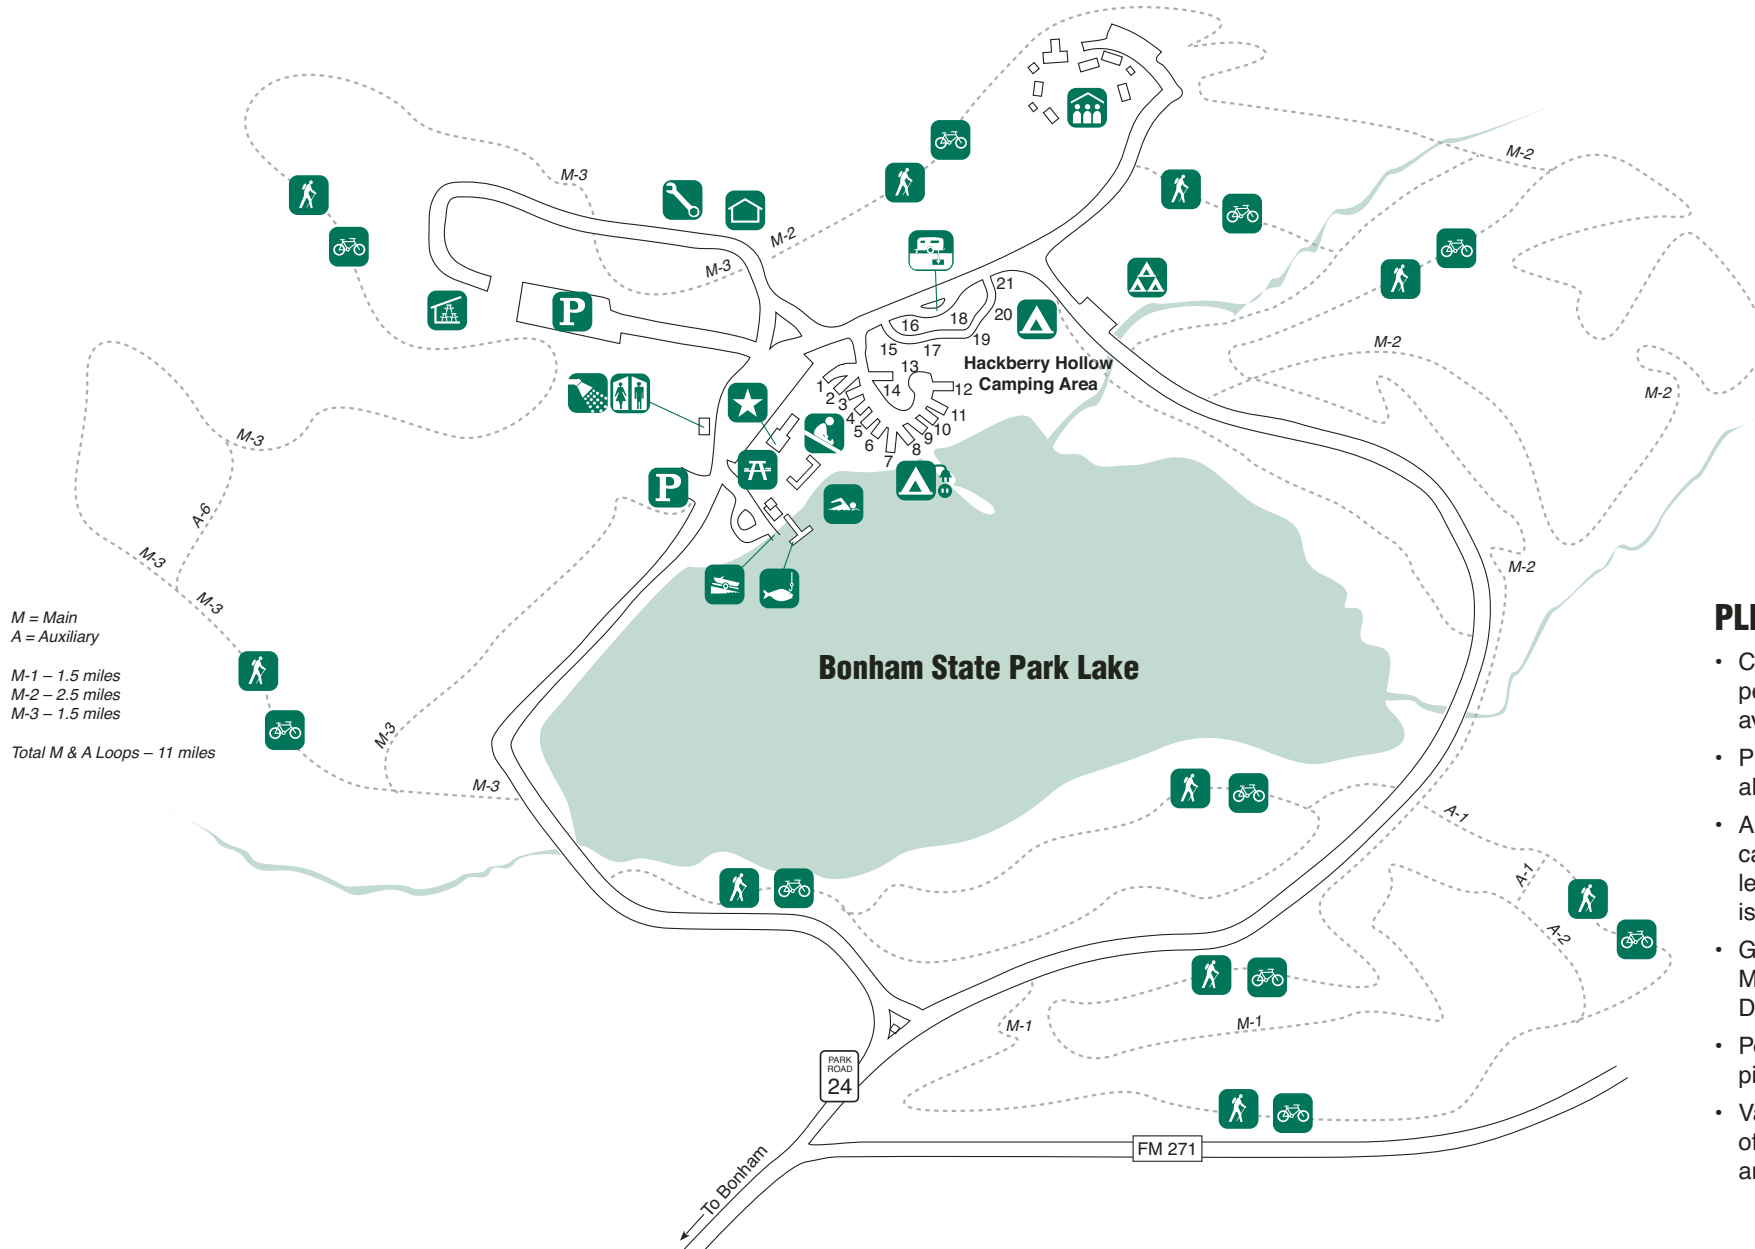 M-2
M-3
M-2
M-3
21
20
18
16
19
15
17
M-2
Hackberry Hollow
Camping Area
13
12
14
1
2
3
4
5
6
7
8
9
10
11
M-2
P
M-3
P
A-6
M-3
M-3
M-2
M = Main
A = Auxiliary
M-1 – 1.5 miles
M-2 – 2.5 miles
M-3 – 1.5 miles
Total M & A Loops – 11 miles
Bonham State Park Lake
M-3
M-3
A-1
A-1
A-2
M-1
M-1
PARK
ROAD
24
FM 271
To Bonham